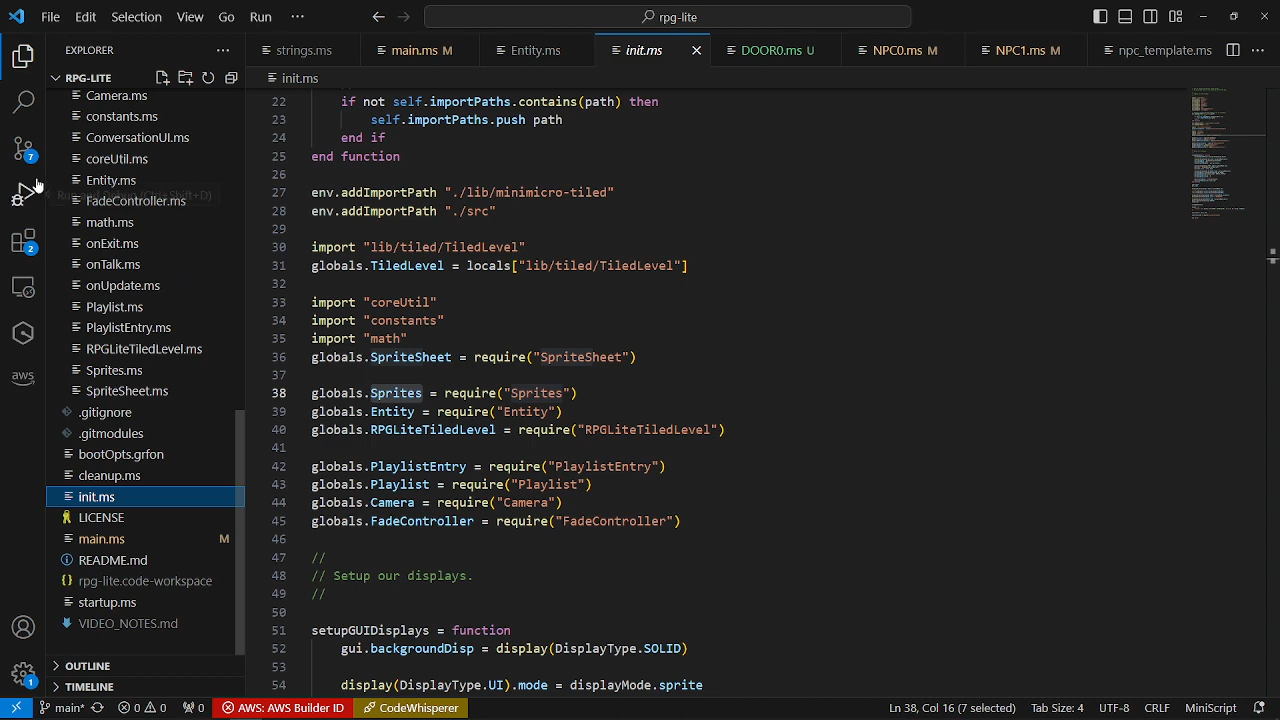 File Edit Selection View Go Run ··· rpg-lite
EXPLORER ···
RPG-LITE
Camera.ms
constants.ms
ConversationUI.ms
coreUtil.ms
Entity.ms
Run and Debug (Ctrl+Shift+D)
FadeController.ms
math.ms
onExit.ms
onTalk.ms
onUpdate.ms
Playlist.ms
PlaylistEntry.ms
RPGLiteTiledLevel.ms
Sprites.ms
SpriteSheet.ms
.gitignore
.gitmodules
bootOpts.grfon
cleanup.ms
init.ms
LICENSE
main.ms M
README.md
rpg-lite.code-workspace
startup.ms
VIDEO_NOTES.md
OUTLINE
TIMELINE
7
2
aws
1
strings.ms main.ms M Entity.ms init.ms DOOR0.ms U NPC0.ms M NPC1.ms M npc_template.ms ···
init.ms
22 if not self.importPaths.contains(path) then
23 self.importPaths.push path
24 end if
25 end function
26
27 env.addImportPath "./lib/minimicro-tiled"
28 env.addImportPath "./src"
29
30 import "lib/tiled/TiledLevel"
31 globals.TiledLevel = locals["lib/tiled/TiledLevel"]
32
33 import "coreUtil"
34 import "constants"
35 import "math"
36 globals.SpriteSheet = require("SpriteSheet")
37
38 globals.Sprites = require("Sprites")
39 globals.Entity = require("Entity")
40 globals.RPGLiteTiledLevel = require("RPGLiteTiledLevel")
41
42 globals.PlaylistEntry = require("PlaylistEntry")
43 globals.Playlist = require("Playlist")
44 globals.Camera = require("Camera")
45 globals.FadeController = require("FadeController")
46
47 //
48 // Setup our displays.
49 //
50
51 setupGUIDisplays = function
52 gui.backgroundDisp = display(DisplayType.SOLID)
53
54 display(DisplayType.UI).mode = displayMode.sprite
main* 0 0 0 AWS: AWS Builder ID CodeWhisperer Ln 38, Col 16 (7 selected) Tab Size: 4 UTF-8 CRLF MiniScript